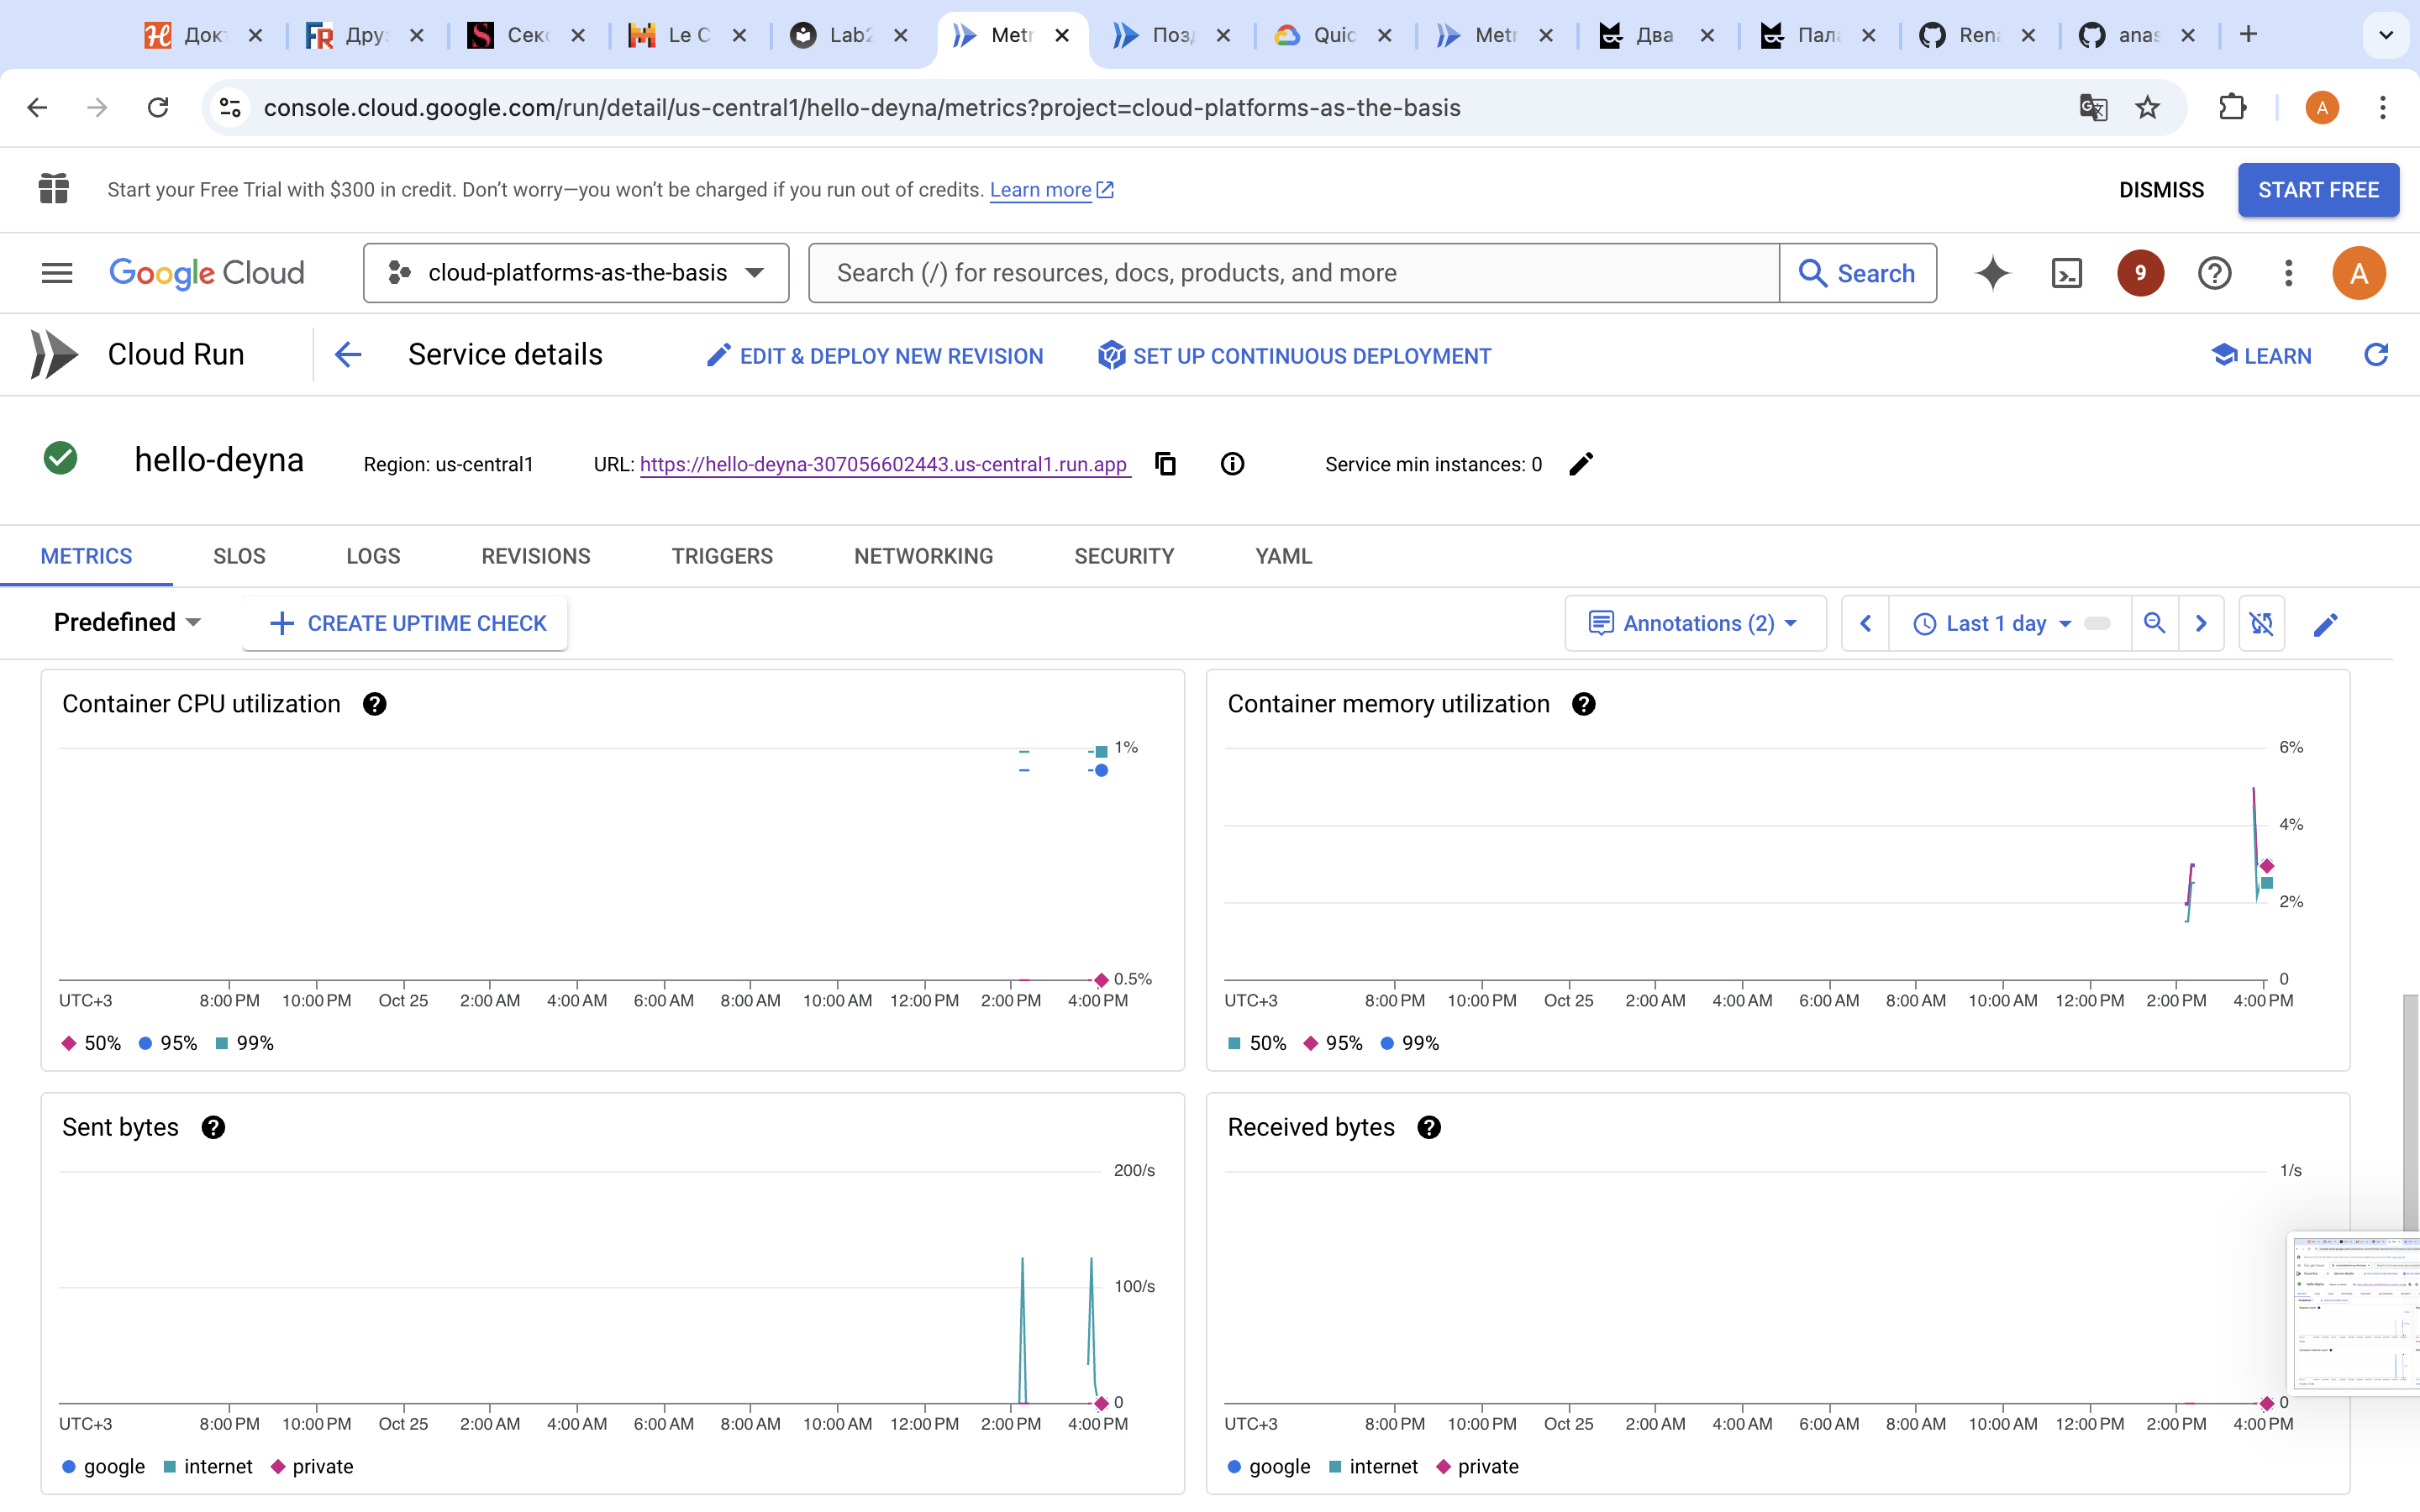 Док
Дру
Сек
Le C
Lab2
Metr
Позд
Quic
Metr
Два
Пала
Rena
anas
console.cloud.google.com/run/detail/us-central1/hello-deyna/metrics?project=cloud-platforms-as-the-basis
A
Start your Free Trial with $300 in credit. Don’t worry—you won’t be charged if you run out of credits. Learn more
DISMISS
START FREE
Google Cloud
cloud-platforms-as-the-basis
Search (/) for resources, docs, products, and more
Search
9
A
Cloud Run
Service details
EDIT & DEPLOY NEW REVISION
SET UP CONTINUOUS DEPLOYMENT
LEARN
hello-deyna
Region: us-central1
URL: https://hello-deyna-307056602443.us-central1.run.app
Service min instances: 0
METRICS
SLOS
LOGS
REVISIONS
TRIGGERS
NETWORKING
SECURITY
YAML
Predefined
CREATE UPTIME CHECK
Annotations (2)
Last 1 day
Container CPU utilization
1%
0.5%
UTC+3 8:00 PM 10:00 PM Oct 25 2:00 AM 4:00 AM 6:00 AM 8:00 AM 10:00 AM 12:00 PM 2:00 PM 4:00 PM
50% 95% 99%
Container memory utilization
6%
4%
2%
0
UTC+3 8:00 PM 10:00 PM Oct 25 2:00 AM 4:00 AM 6:00 AM 8:00 AM 10:00 AM 12:00 PM 2:00 PM 4:00 PM
50% 95% 99%
Sent bytes
200/s
100/s
0
UTC+3 8:00 PM 10:00 PM Oct 25 2:00 AM 4:00 AM 6:00 AM 8:00 AM 10:00 AM 12:00 PM 2:00 PM 4:00 PM
google internet private
Received bytes
1/s
0
UTC+3 8:00 PM 10:00 PM Oct 25 2:00 AM 4:00 AM 6:00 AM 8:00 AM 10:00 AM 12:00 PM 2:00 PM 4:00 PM
google internet private